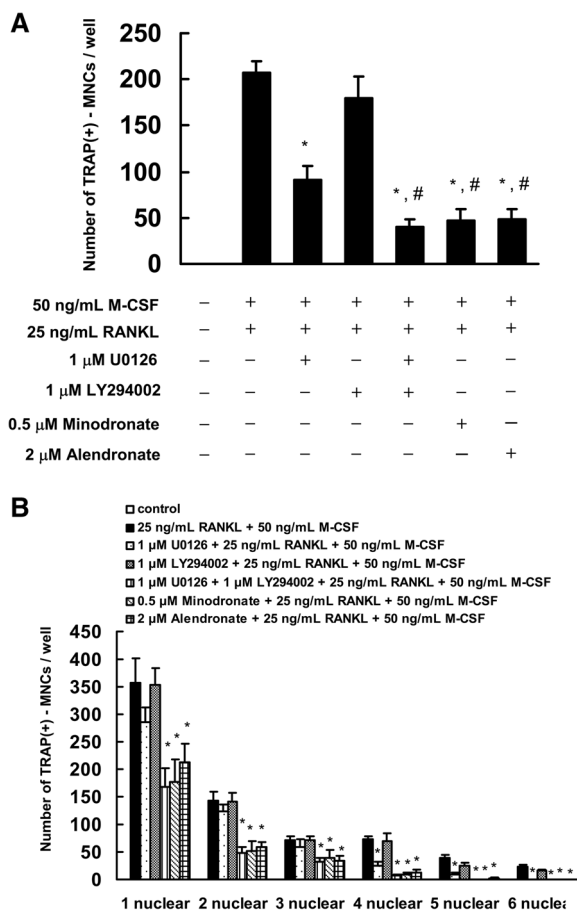 A
Number of TRAP(+) - MNCs / well
250
200
150
100
50
0
*
* , #
* , #
* , #
50 ng/mL M-CSF – + + + + + +
25 ng/mL RANKL – + + + + + +
1 µM U0126 – – + – + – –
1 µM LY294002 – – – + + – –
0.5 µM Minodronate – – – – – + –
2 µM Alendronate – – – – – – +
B
control
25 ng/mL RANKL + 50 ng/mL M-CSF
1 µM U0126 + 25 ng/mL RANKL + 50 ng/mL M-CSF
1 µM LY294002 + 25 ng/mL RANKL + 50 ng/mL M-CSF
1 µM U0126 + 1 µM LY294002 + 25 ng/mL RANKL + 50 ng/mL M-CSF
0.5 µM Minodronate + 25 ng/mL RANKL + 50 ng/mL M-CSF
2 µM Alendronate + 25 ng/mL RANKL + 50 ng/mL M-CSF
Number of TRAP(+) - MNCs / well
450
400
350
300
250
200
150
100
50
0
* * *
* * *
* * *
* * * *
* * * *
* * * *
1 nuclear 2 nuclear 3 nuclear 4 nuclear 5 nuclear 6 nuclea